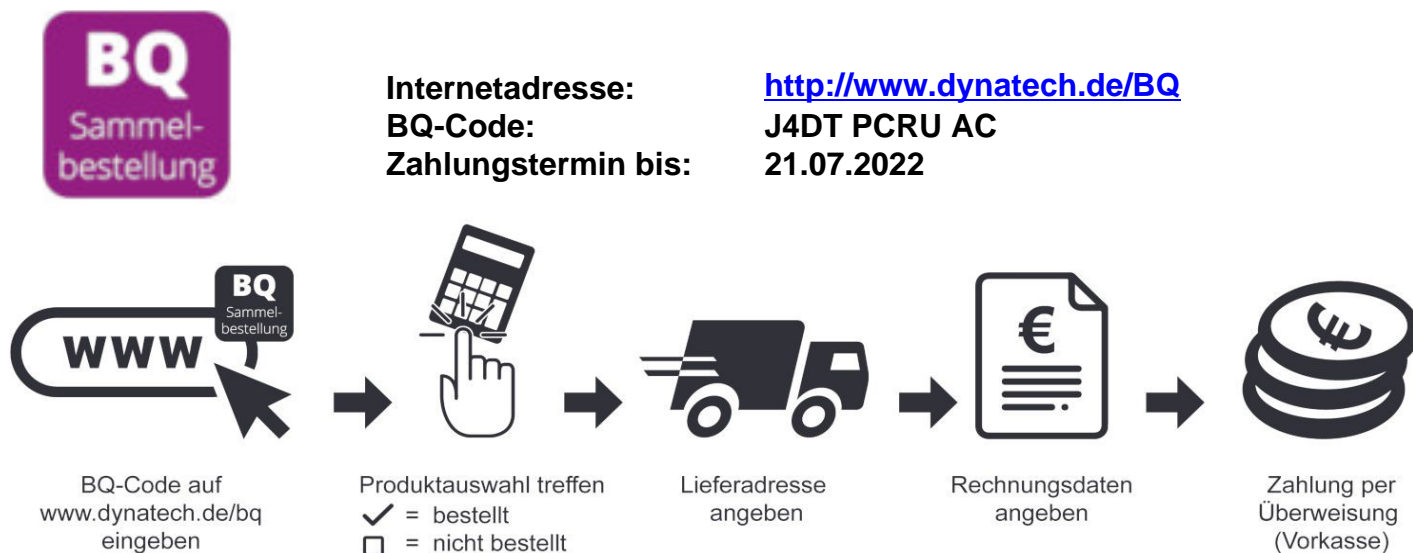 BQ
Sammel-
bestellung
Internetadresse: http://www.dynatech.de/BQ
BQ-Code: J4DT PCRU AC
Zahlungstermin bis: 21.07.2022
BQ
Sammel-
bestellung
WWW
€
€
BQ-Code auf
www.dynatech.de/bq
eingeben
Produktauswahl treffen
✓ = bestellt
☐ = nicht bestellt
Lieferadresse
angeben
Rechnungsdaten
angeben
Zahlung per
Überweisung
(Vorkasse)